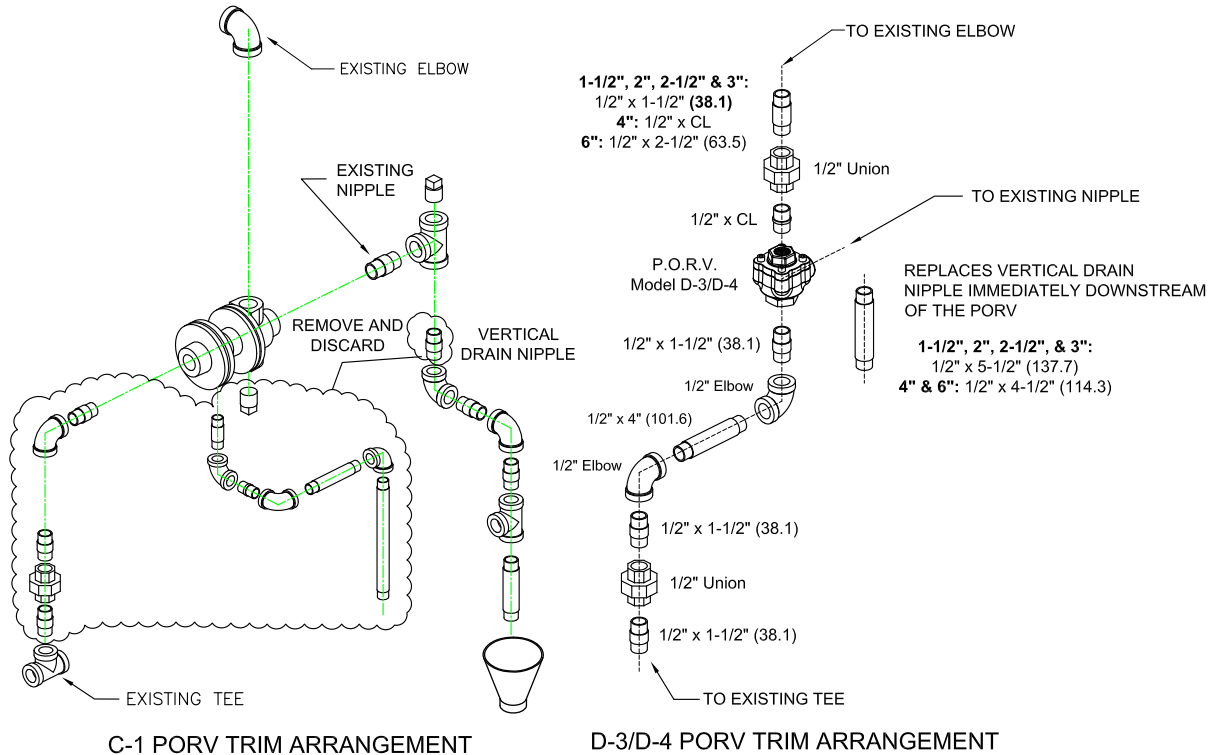 EXISTING ELBOW
EXISTING
NIPPLE
REMOVE AND
DISCARD
VERTICAL
DRAIN NIPPLE
EXISTING TEE
C-1 PORV TRIM ARRANGEMENT
TO EXISTING ELBOW
1-1/2", 2", 2-1/2" & 3":
1/2" x 1-1/2" (38.1)
4": 1/2" x CL
6": 1/2" x 2-1/2" (63.5)
1/2" Union
1/2" x CL
TO EXISTING NIPPLE
P.O.R.V.
Model D-3/D-4
REPLACES VERTICAL DRAIN
NIPPLE IMMEDIATELY DOWNSTREAM
OF THE PORV
1-1/2", 2", 2-1/2", & 3":
1/2" x 5-1/2" (137.7)
4" & 6": 1/2" x 4-1/2" (114.3)
1/2" x 1-1/2" (38.1)
1/2" Elbow
1/2" x 4" (101.6)
1/2" Elbow
1/2" x 1-1/2" (38.1)
1/2" Union
1/2" x 1-1/2" (38.1)
TO EXISTING TEE
D-3/D-4 PORV TRIM ARRANGEMENT